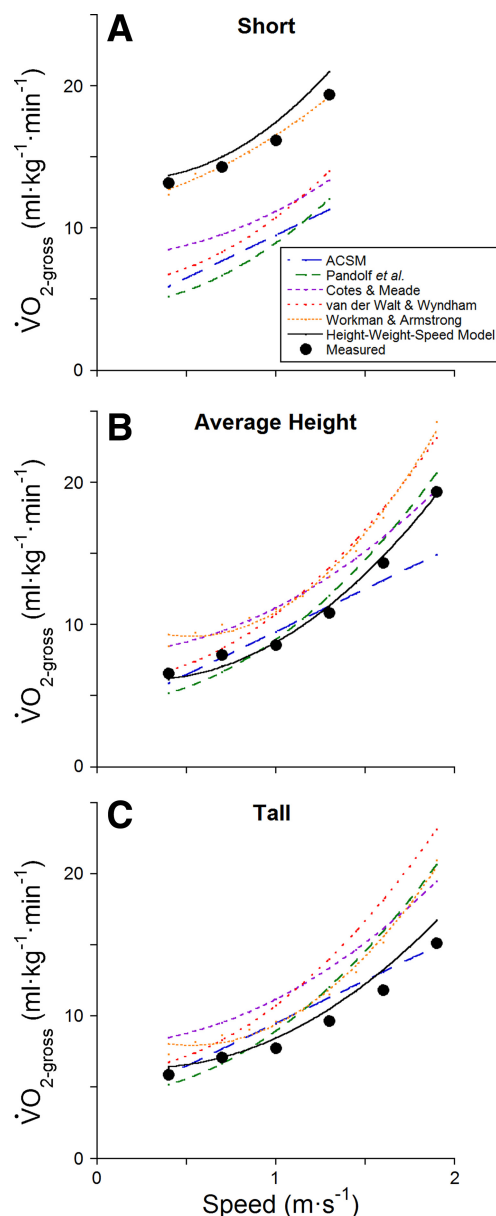 A
Short
20
10
0
V̇O2-gross (ml·kg-1·min-1)
ACSM
Pandolf et al.
Cotes & Meade
van der Walt & Wyndham
Workman & Armstrong
Height-Weight-Speed Model
Measured
B
Average Height
20
10
0
V̇O2-gross (ml·kg-1·min-1)
C
Tall
20
10
0
V̇O2-gross (ml·kg-1·min-1)
0 1 2
Speed (m·s-1)